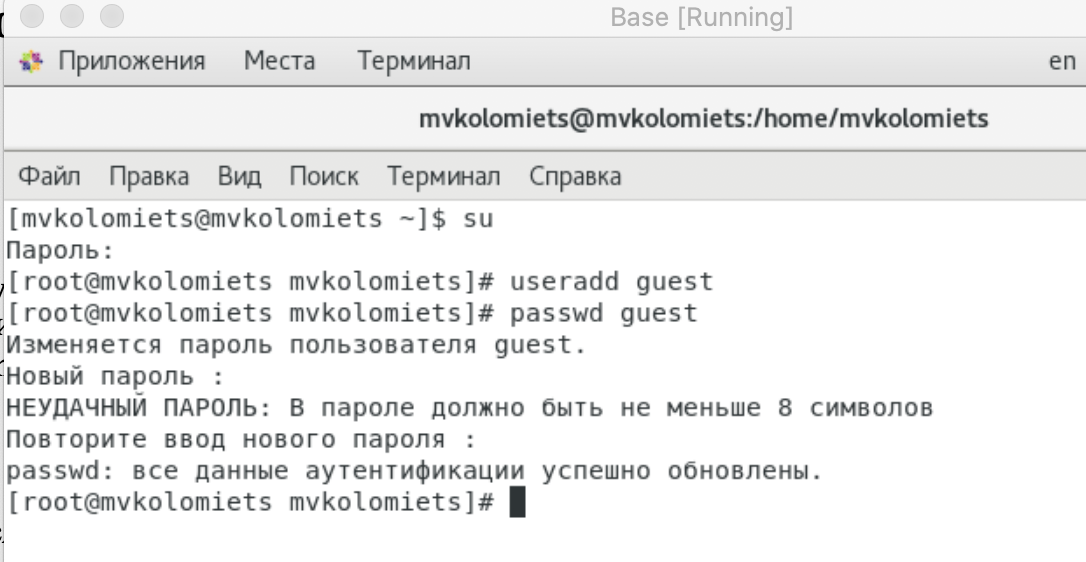 Base [Running]
Приложения Места Терминал en
mvkolomiets@mvkolomiets:/home/mvkolomiets
Файл Правка Вид Поиск Терминал Справка
[mvkolomiets@mvkolomiets ~]$ su
Пароль:
[root@mvkolomiets mvkolomiets]# useradd guest
[root@mvkolomiets mvkolomiets]# passwd guest
Изменяется пароль пользователя guest.
Новый пароль :
НЕУДАЧНЫЙ ПАРОЛЬ: В пароле должно быть не меньше 8 символов
Повторите ввод нового пароля :
passwd: все данные аутентификации успешно обновлены.
[root@mvkolomiets mvkolomiets]#